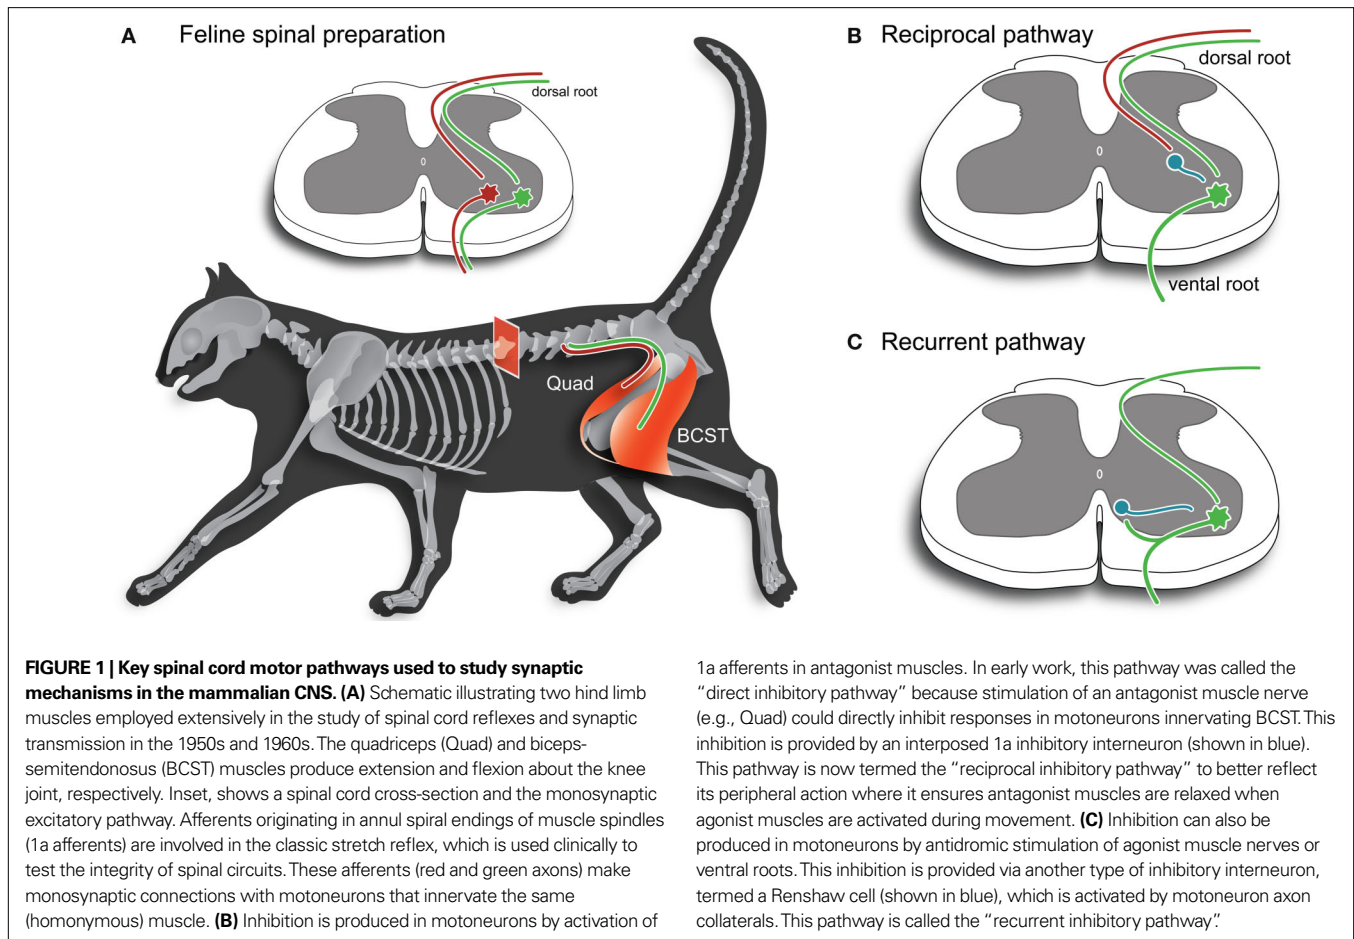 A Feline spinal preparation
dorsal root
Quad
BCST
B Reciprocal pathway
dorsal root
vental root
C Recurrent pathway
FIGURE 1 | Key spinal cord motor pathways used to study synaptic
mechanisms in the mammalian CNS. (A) Schematic illustrating two hind limb
muscles employed extensively in the study of spinal cord reflexes and synaptic
transmission in the 1950s and 1960s. The quadriceps (Quad) and biceps-
semitendonosus (BCST) muscles produce extension and flexion about the knee
joint, respectively. Inset, shows a spinal cord cross-section and the monosynaptic
excitatory pathway. Afferents originating in annul spiral endings of muscle spindles
(1a afferents) are involved in the classic stretch reflex, which is used clinically to
test the integrity of spinal circuits. These afferents (red and green axons) make
monosynaptic connections with motoneurons that innervate the same
(homonymous) muscle. (B) Inhibition is produced in motoneurons by activation of
1a afferents in antagonist muscles. In early work, this pathway was called the
“direct inhibitory pathway” because stimulation of an antagonist muscle nerve
(e.g., Quad) could directly inhibit responses in motoneurons innervating BCST. This
inhibition is provided by an interposed 1a inhibitory interneuron (shown in blue).
This pathway is now termed the “reciprocal inhibitory pathway” to better reflect
its peripheral action where it ensures antagonist muscles are relaxed when
agonist muscles are activated during movement. (C) Inhibition can also be
produced in motoneurons by antidromic stimulation of agonist muscle nerves or
ventral roots. This inhibition is provided via another type of inhibitory interneuron,
termed a Renshaw cell (shown in blue), which is activated by motoneuron axon
collaterals. This pathway is called the “recurrent inhibitory pathway”.